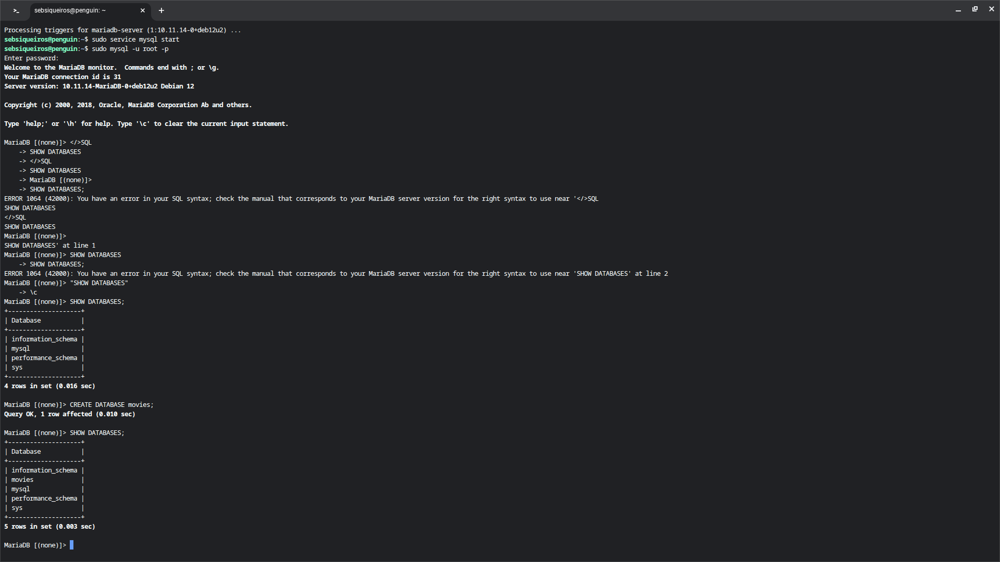 sebsiqueiros@penguin: ~
Processing triggers for mariadb-server (1:10.11.14-0+deb12u2) ...
sebsiqueiros@penguin:~$ sudo service mysql start
sebsiqueiros@penguin:~$ sudo mysql -u root -p
Enter password:
Welcome to the MariaDB monitor.  Commands end with ; or \g.
Your MariaDB connection id is 31
Server version: 10.11.14-MariaDB-0+deb12u2 Debian 12

Copyright (c) 2000, 2018, Oracle, MariaDB Corporation Ab and others.

Type 'help;' or '\h' for help. Type '\c' to clear the current input statement.

MariaDB [(none)]> </>SQL
    -> SHOW DATABASES
    -> </>SQL
    -> SHOW DATABASES
    -> MariaDB [(none)]>
    -> SHOW DATABASES;
ERROR 1064 (42000): You have an error in your SQL syntax; check the manual that corresponds to your MariaDB server version for the right syntax to use near '</>SQL
SHOW DATABASES
</>SQL
SHOW DATABASES
MariaDB [(none)]>
SHOW DATABASES' at line 1
MariaDB [(none)]> SHOW DATABASES
    -> SHOW DATABASES;
ERROR 1064 (42000): You have an error in your SQL syntax; check the manual that corresponds to your MariaDB server version for the right syntax to use near 'SHOW DATABASES' at line 2
MariaDB [(none)]> "SHOW DATABASES"
    -> \c
MariaDB [(none)]> SHOW DATABASES;
+--------------------+
| Database           |
+--------------------+
| information_schema |
| mysql              |
| performance_schema |
| sys                |
+--------------------+
4 rows in set (0.016 sec)

MariaDB [(none)]> CREATE DATABASE movies;
Query OK, 1 row affected (0.010 sec)

MariaDB [(none)]> SHOW DATABASES;
+--------------------+
| Database           |
+--------------------+
| information_schema |
| movies             |
| mysql              |
| performance_schema |
| sys                |
+--------------------+
5 rows in set (0.003 sec)

MariaDB [(none)]>